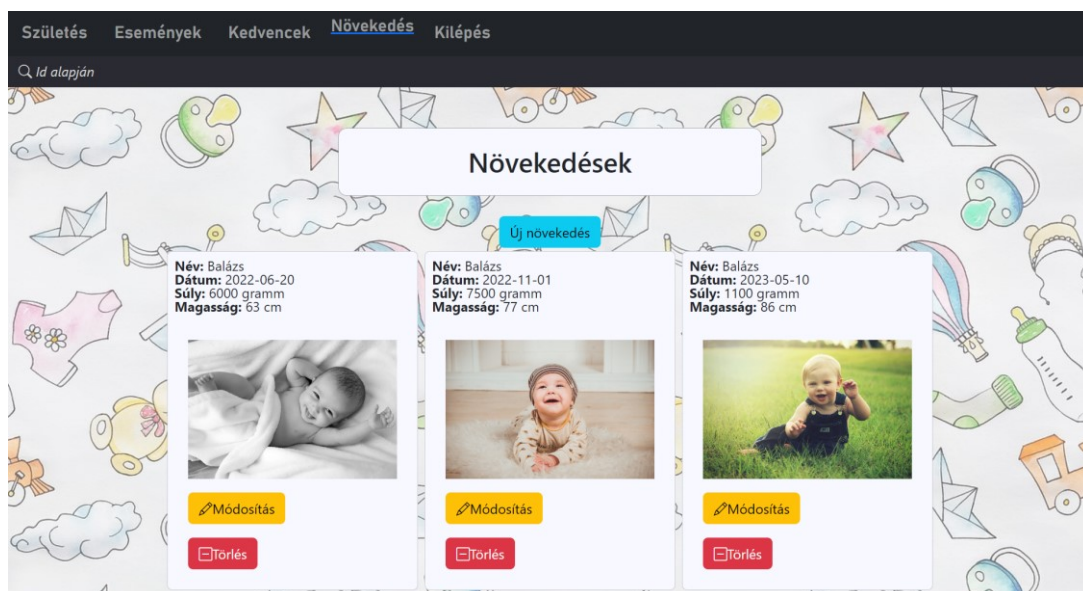 Születés Események Kedvencek Növekedés Kilépés
Id alapján
Növekedések
Új növekedés
Név: Balázs
Dátum: 2022-06-20
Súly: 6000 gramm
Magasság: 63 cm
Módosítás
Törlés
Név: Balázs
Dátum: 2022-11-01
Súly: 7500 gramm
Magasság: 77 cm
Módosítás
Törlés
Név: Balázs
Dátum: 2023-05-10
Súly: 1100 gramm
Magasság: 86 cm
Módosítás
Törlés